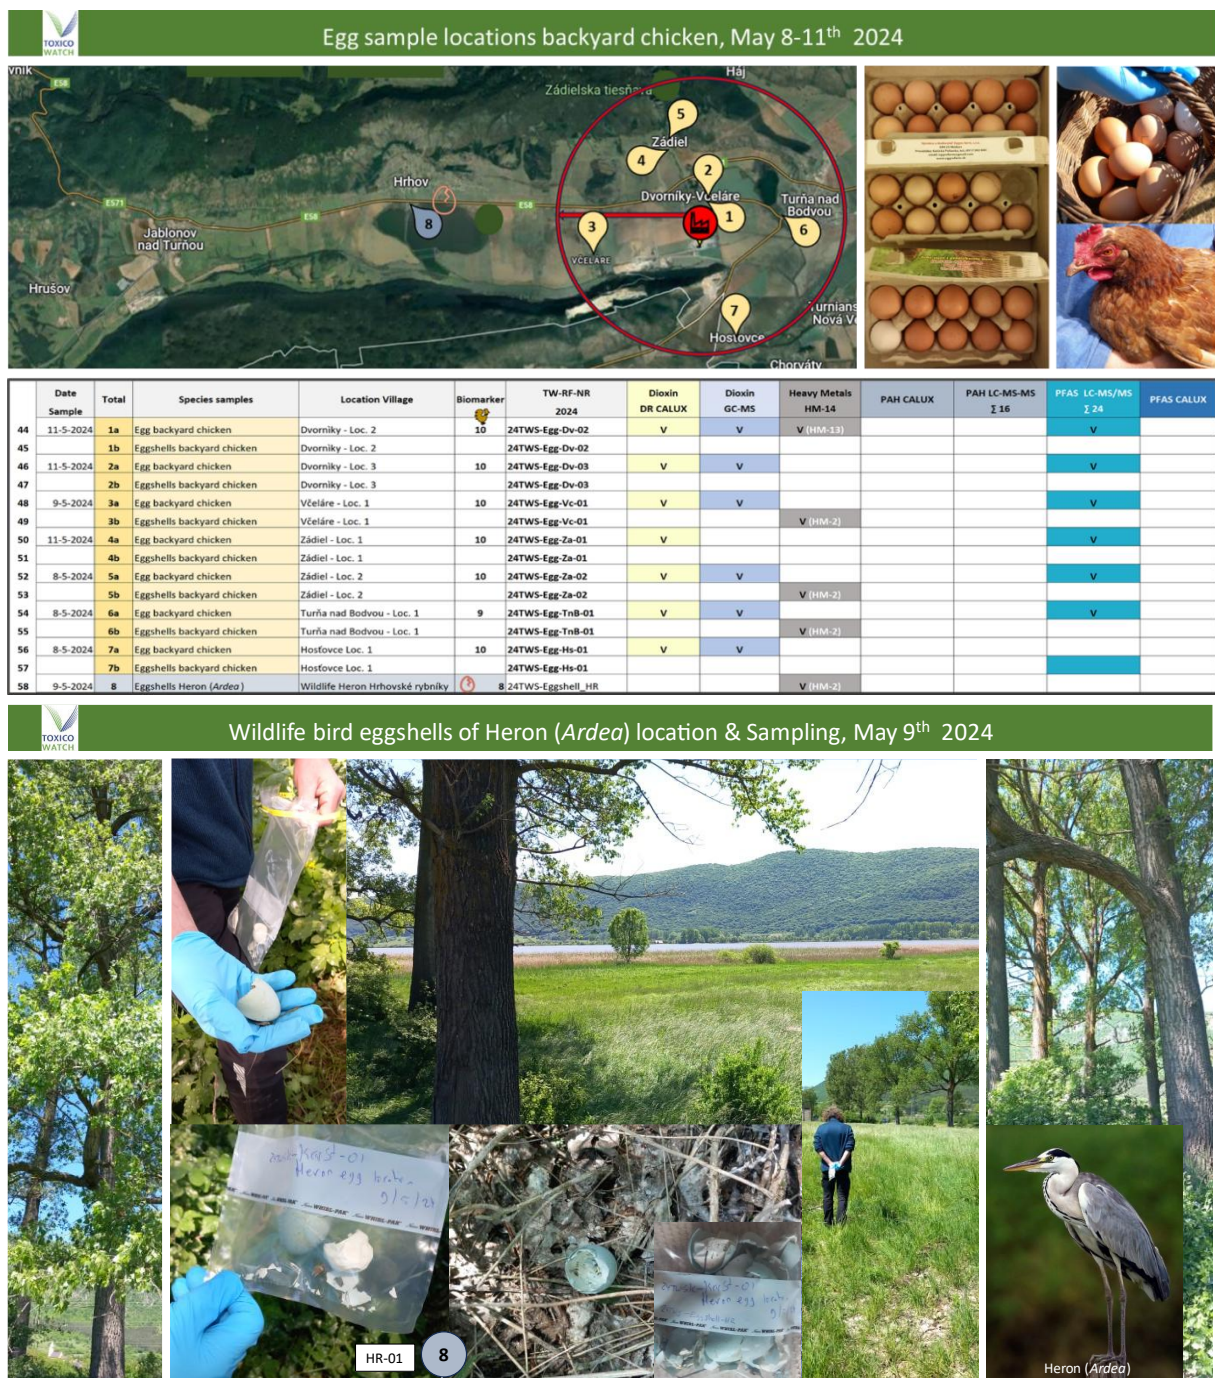 TOXICO
WATCH
Egg sample locations backyard chicken, May 8-11th 2024
vník
E58
Háj
Zádielska tiesňava
5
Zádiel
4
2
Hrhov
Dvorníky-Včeláre
Turňa nad
Bodvou
E571
E58
E58
8
3
1
6
Jablonov
nad Turňou
VČELARE
Hrušov
7
Turnians
Nová V
Hosťovce
Chorváty
Date Sample Total Species samples Location Village Biomarker TW-RF-NR 2024 Dioxin DR CALUX Dioxin GC-MS Heavy Metals HM-14 PAH CALUX PAH LC-MS-MS Σ 16 PFAS LC-MS/MS Σ 24 PFAS CALUX
44 11-5-2024 1a Egg backyard chicken Dvorníky - Loc. 2 10 24TWS-Egg-Dv-02 V V V (HM-13) V
45 1b Eggshells backyard chicken Dvorníky - Loc. 2 24TWS-Egg-Dv-02
46 11-5-2024 2a Egg backyard chicken Dvorníky - Loc. 3 10 24TWS-Egg-Dv-03 V V V
47 2b Eggshells backyard chicken Dvorníky - Loc. 3 24TWS-Egg-Dv-03
48 9-5-2024 3a Egg backyard chicken Včeláre - Loc. 1 10 24TWS-Egg-Vc-01 V V V
49 3b Eggshells backyard chicken Včeláre - Loc. 1 24TWS-Egg-Vc-01 V (HM-2)
50 11-5-2024 4a Egg backyard chicken Zádiel - Loc. 1 10 24TWS-Egg-Za-01 V V
51 4b Eggshells backyard chicken Zádiel - Loc. 1 24TWS-Egg-Za-01
52 8-5-2024 5a Egg backyard chicken Zádiel - Loc. 2 10 24TWS-Egg-Za-02 V V V
53 5b Eggshells backyard chicken Zádiel - Loc. 2 24TWS-Egg-Za-02 V (HM-2)
54 8-5-2024 6a Egg backyard chicken Turňa nad Bodvou - Loc. 1 9 24TWS-Egg-TnB-01 V V V
55 6b Eggshells backyard chicken Turňa nad Bodvou - Loc. 1 24TWS-Egg-TnB-01 V (HM-2)
56 8-5-2024 7a Egg backyard chicken Hosťovce Loc. 1 10 24TWS-Egg-Hs-01 V V
57 7b Eggshells backyard chicken Hosťovce Loc. 1 24TWS-Egg-Hs-01
58 9-5-2024 8 Eggshells Heron (Ardea) Wildlife Heron Hrhovské rybníky 8 24TWS-Eggshell_HR V (HM-2)
TOXICO
WATCH
Wildlife bird eggshells of Heron (Ardea) location & Sampling, May 9th 2024
Heron egg
WHIRL-PAK WHIRL-PAK WHIRL-PAK
Heron egg
HR-01
8
Heron (Ardea)